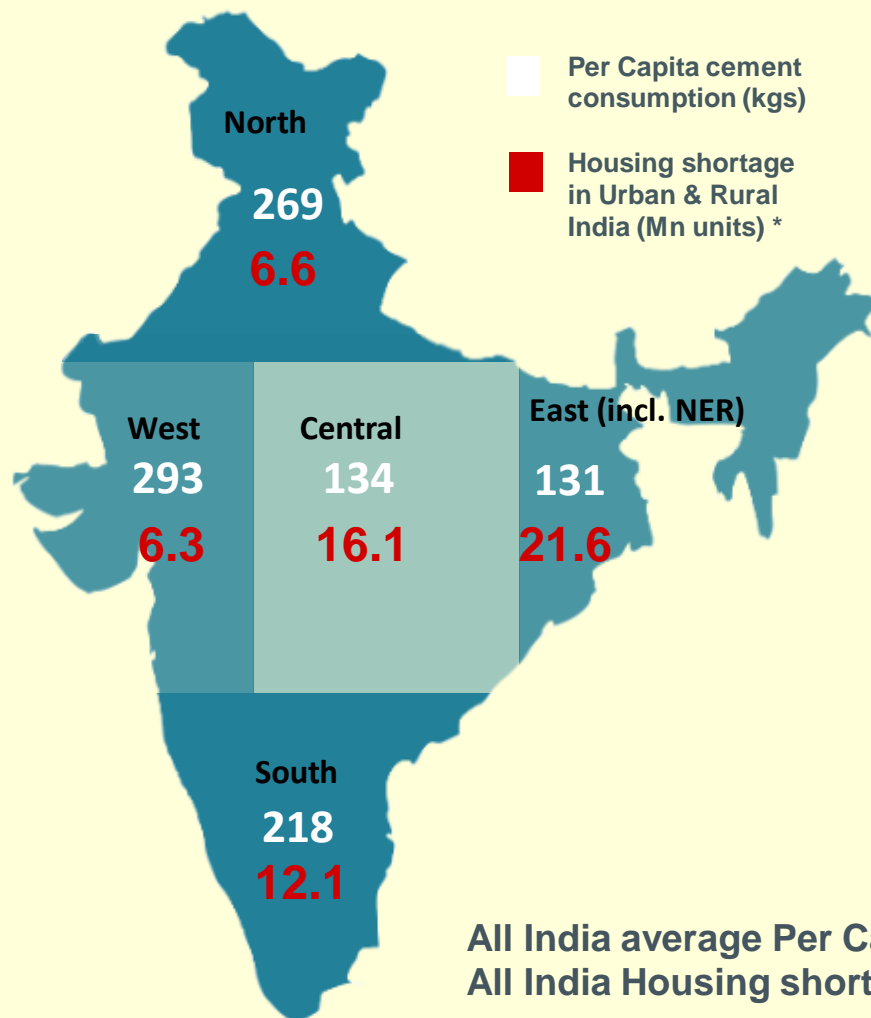 Per Capita cement
consumption (kgs)
Housing shortage
in Urban & Rural
India (Mn units) *
North
269
6.6
West
293
6.3
Central
134
16.1
East (incl. NER)
131
21.6
South
218
12.1
All India average Per
All India Housing